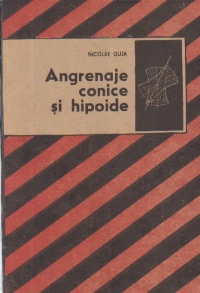 NICOLAE GUJA
Angrenaje
conice
și hipoide